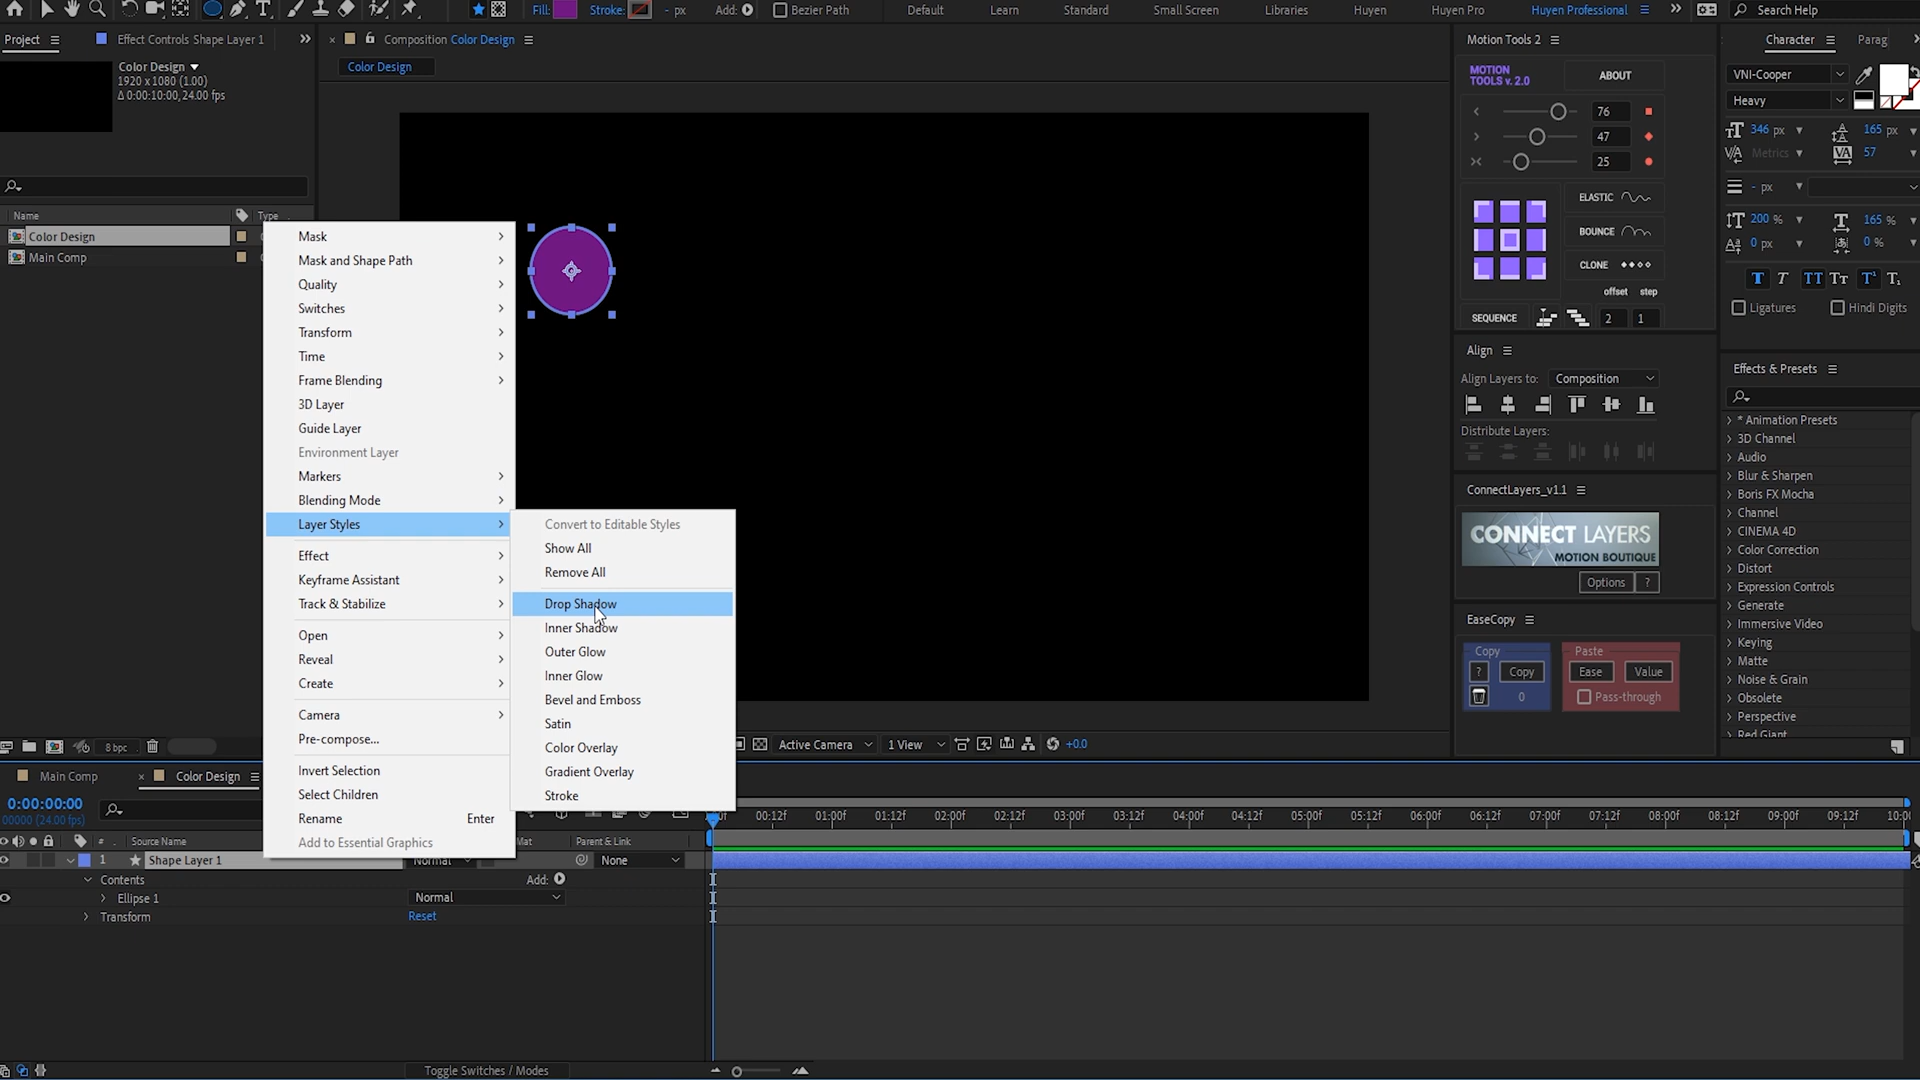 Fill:
Stroke:
- px
Add:
Bezier Path
Default
Learn
Standard
Small Screen
Libraries
Huyen
Huyen Pro
Huyen Professional
Search Help
Project
Effect Controls Shape Layer 1
Composition Color Design
Color Design
Color Design
1920 x 1080 (1.00)
Δ 0:00:10:00, 24.00 fps
Name
Type
Color Design
Main Comp
8 bpc
Mask
Mask and Shape Path
Quality
Switches
Transform
Time
Frame Blending
3D Layer
Guide Layer
Environment Layer
Markers
Blending Mode
Layer Styles
Effect
Keyframe Assistant
Track & Stabilize
Open
Reveal
Create
Camera
Pre-compose...
Invert Selection
Select Children
Rename Enter
Add to Essential Graphics
Convert to Editable Styles
Show All
Remove All
Drop Shadow
Inner Shadow
Outer Glow
Inner Glow
Bevel and Emboss
Satin
Color Overlay
Gradient Overlay
Stroke
Active Camera
1 View
+0.0
Motion Tools 2
MOTION
TOOLS v. 2.0
ABOUT
76
47
25
ELASTIC
BOUNCE
CLONE
offset step
SEQUENCE
2
1
Align
Align Layers to:
Composition
Distribute Layers:
ConnectLayers_v1.1
CONNECT LAYERS
MOTION BOUTIQUE
Options
?
EaseCopy
Copy
?
Copy
0
Paste
Ease
Value
Pass-through
Character
Parag
VNI-Cooper
Heavy
346 px
165 px
Metrics
57
- px
200 %
165 %
0 px
0 %
Ligatures
Hindi Digits
Effects & Presets
* Animation Presets
3D Channel
Audio
Blur & Sharpen
Boris FX Mocha
Channel
CINEMA 4D
Color Correction
Distort
Expression Controls
Generate
Immersive Video
Keying
Matte
Noise & Grain
Obsolete
Perspective
Red Giant
Main Comp
Color Design
0:00:00:00
00000 (24.00 fps)
#
Source Name
Mat
Parent & Link
1
Shape Layer 1
Normal
None
Contents
Add:
Ellipse 1
Normal
Transform
Reset
00:12f
01:00f
01:12f
02:00f
02:12f
03:00f
03:12f
04:00f
04:12f
05:00f
05:12f
06:00f
06:12f
07:00f
07:12f
08:00f
08:12f
09:00f
09:12f
10:0
Toggle Switches / Modes